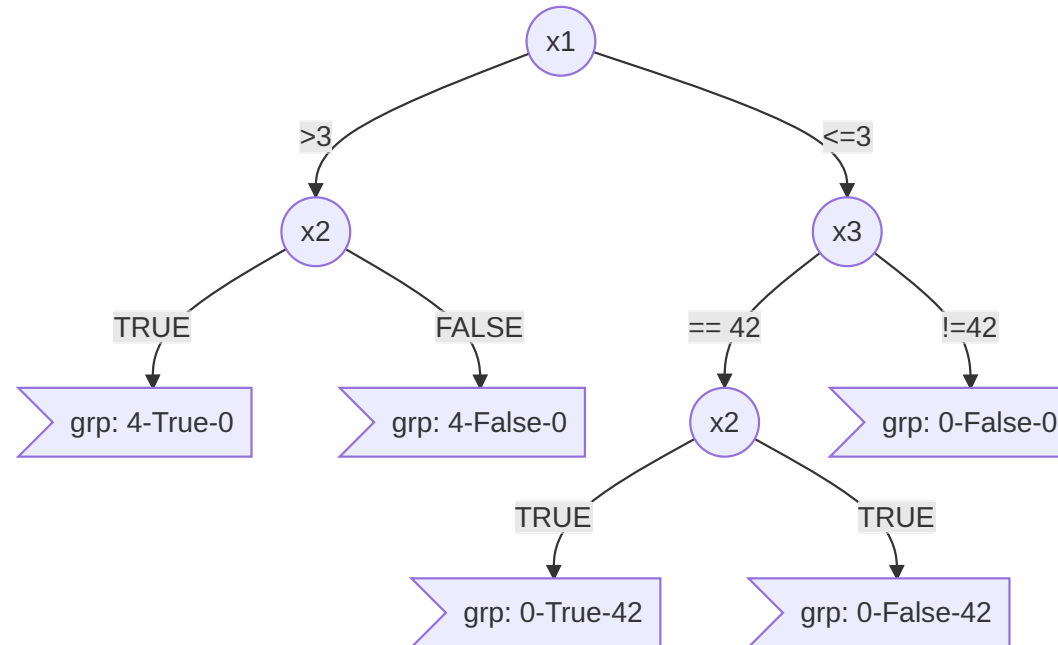 x1
>3
<=3
x2
x3
TRUE
FALSE
== 42
!=42
grp: 4-True-0
grp: 4-False-0
x2
grp: 0-False-0
TRUE
TRUE
grp: 0-True-42
grp: 0-False-42